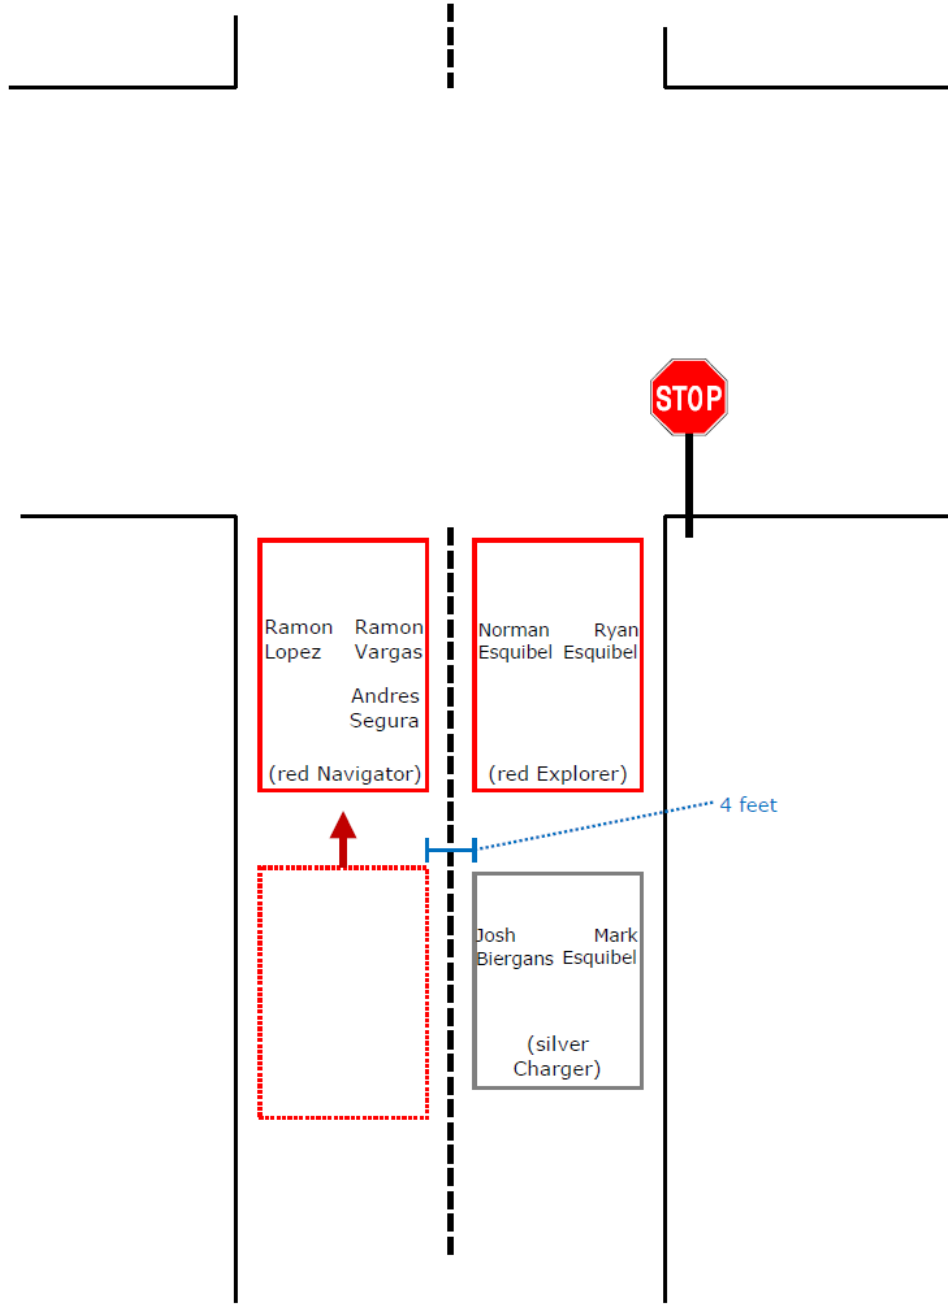 STOP
Ramon Ramon
Lopez Vargas
Andres
Segura
(red Navigator)
Norman Ryan
Esquibel Esquibel
(red Explorer)
4 feet
Josh Mark
Biergans Esquibel
(silver
Charger)